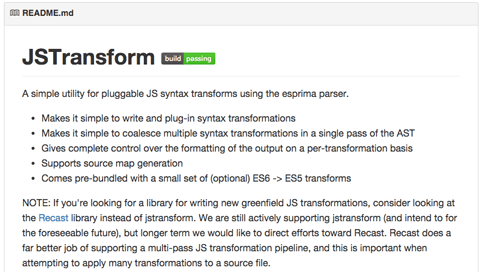 README.md
JSTransform build passing
A simple utility for pluggable JS syntax transforms using the esprima parser.
• Makes it simple to write and plug-in syntax transformations
• Makes it simple to coalesce multiple syntax transformations in a single pass of the AST
• Gives complete control over the formatting of the output on a per-transformation basis
• Supports source map generation
• Comes pre-bundled with a small set of (optional) ES6 -> ES5 transforms
NOTE: If you're looking for a library for writing new greenfield JS transformations, consider looking at
the Recast library instead of jstransform. We are still actively supporting jstransform (and intend to for
the foreseeable future), but longer term we would like to direct efforts toward Recast. Recast does a
far better job of supporting a multi-pass JS transformation pipeline, and this is important when
attempting to apply many transformations to a source file.